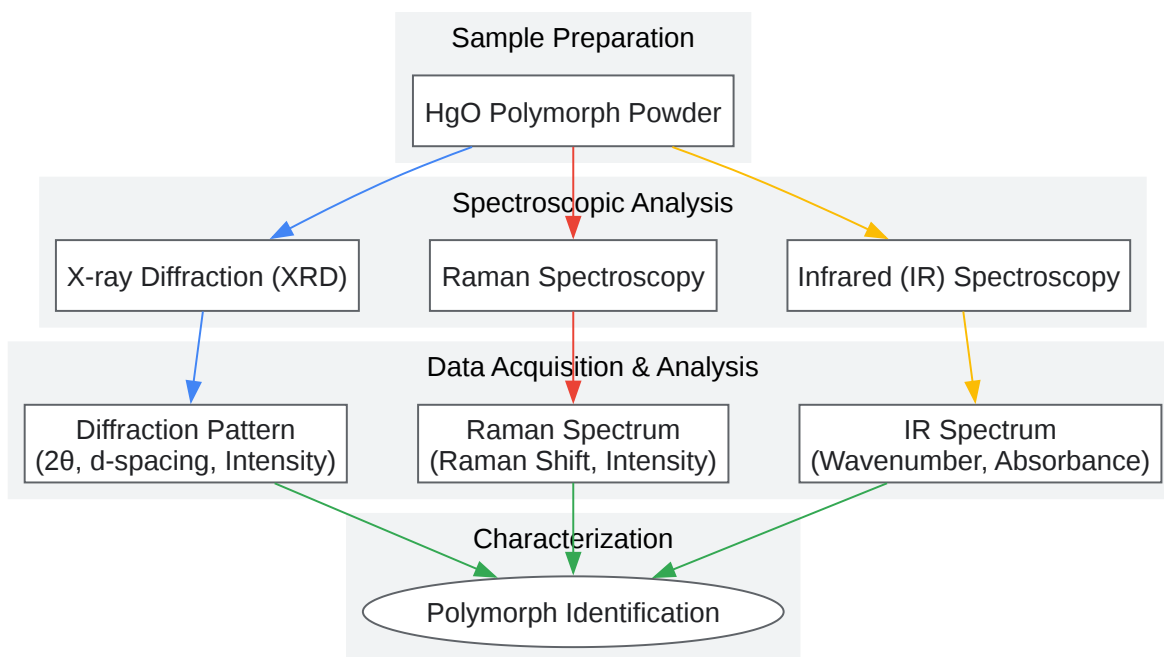 Sample Preparation
HgO Polymorph Powder
Spectroscopic Analysis
X-ray Diffraction (XRD)
Raman Spectroscopy
Infrared (IR) Spectroscopy
Data Acquisition & Analysis
Diffraction Pattern
(2θ, d-spacing, Intensity)
Raman Spectrum
(Raman Shift, Intensity)
IR Spectrum
(Wavenumber, Absorbance)
Characterization
Polymorph Identification